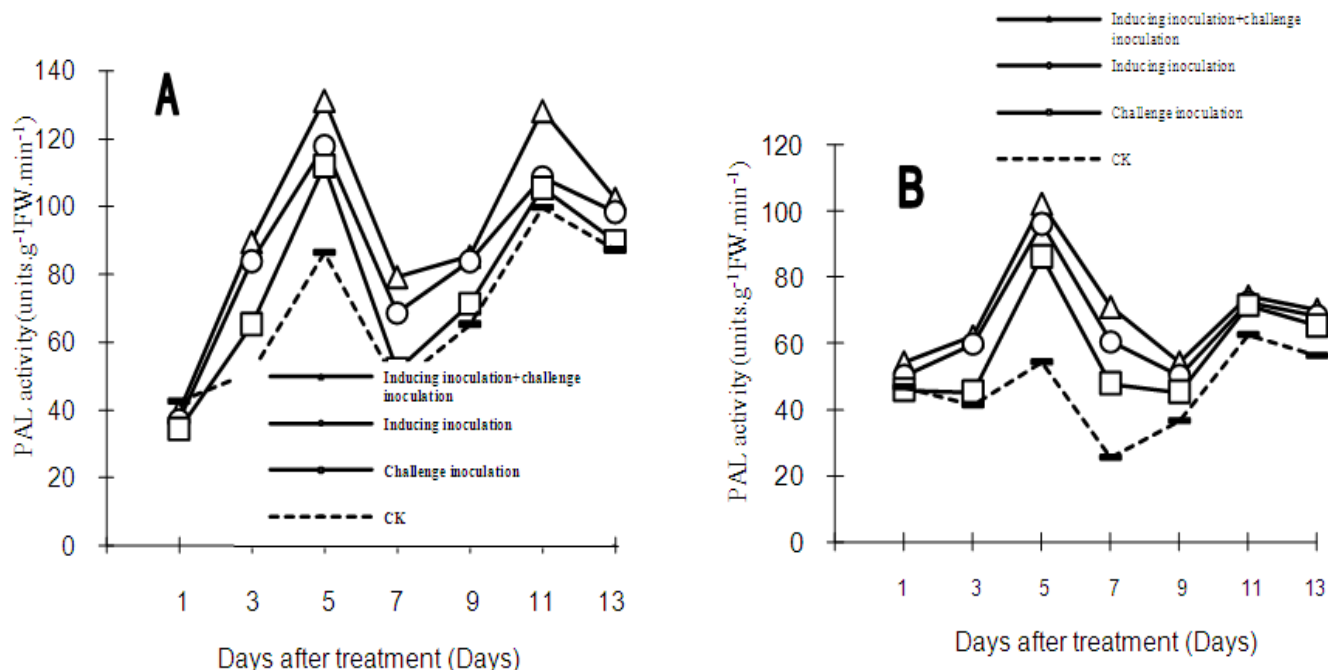 A
PAL activity (units.g-1FW.min-1)
140
120
100
80
60
40
20
0
Inducing inoculation+challenge
inoculation
Inducing inoculation
Challenge inoculation
CK
1 3 5 7 9 11 13
Days after treatment (Days)
Inducing inoculation+challenge
inoculation
Inducing inoculation
Challenge inoculation
CK
B
PAL activity (units.g-1FW.min-1)
120
100
80
60
40
20
0
1 3 5 7 9 11 13
Days after treatment (Days)